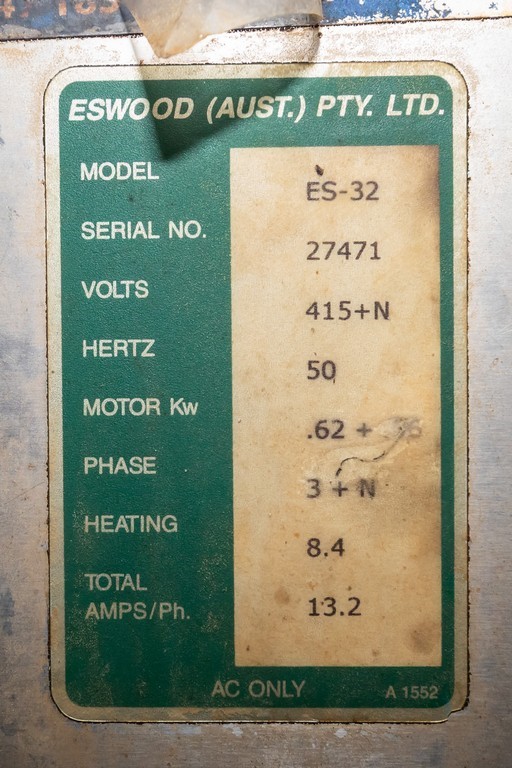 ESWOOD (AUST.) PTY. LTD.
MODEL ES-32
SERIAL NO. 27471
VOLTS 415+N
HERTZ 50
MOTOR Kw .62 +
PHASE 3 + N
HEATING 8.4
TOTAL
AMPS/Ph. 13.2
AC ONLY A 1552